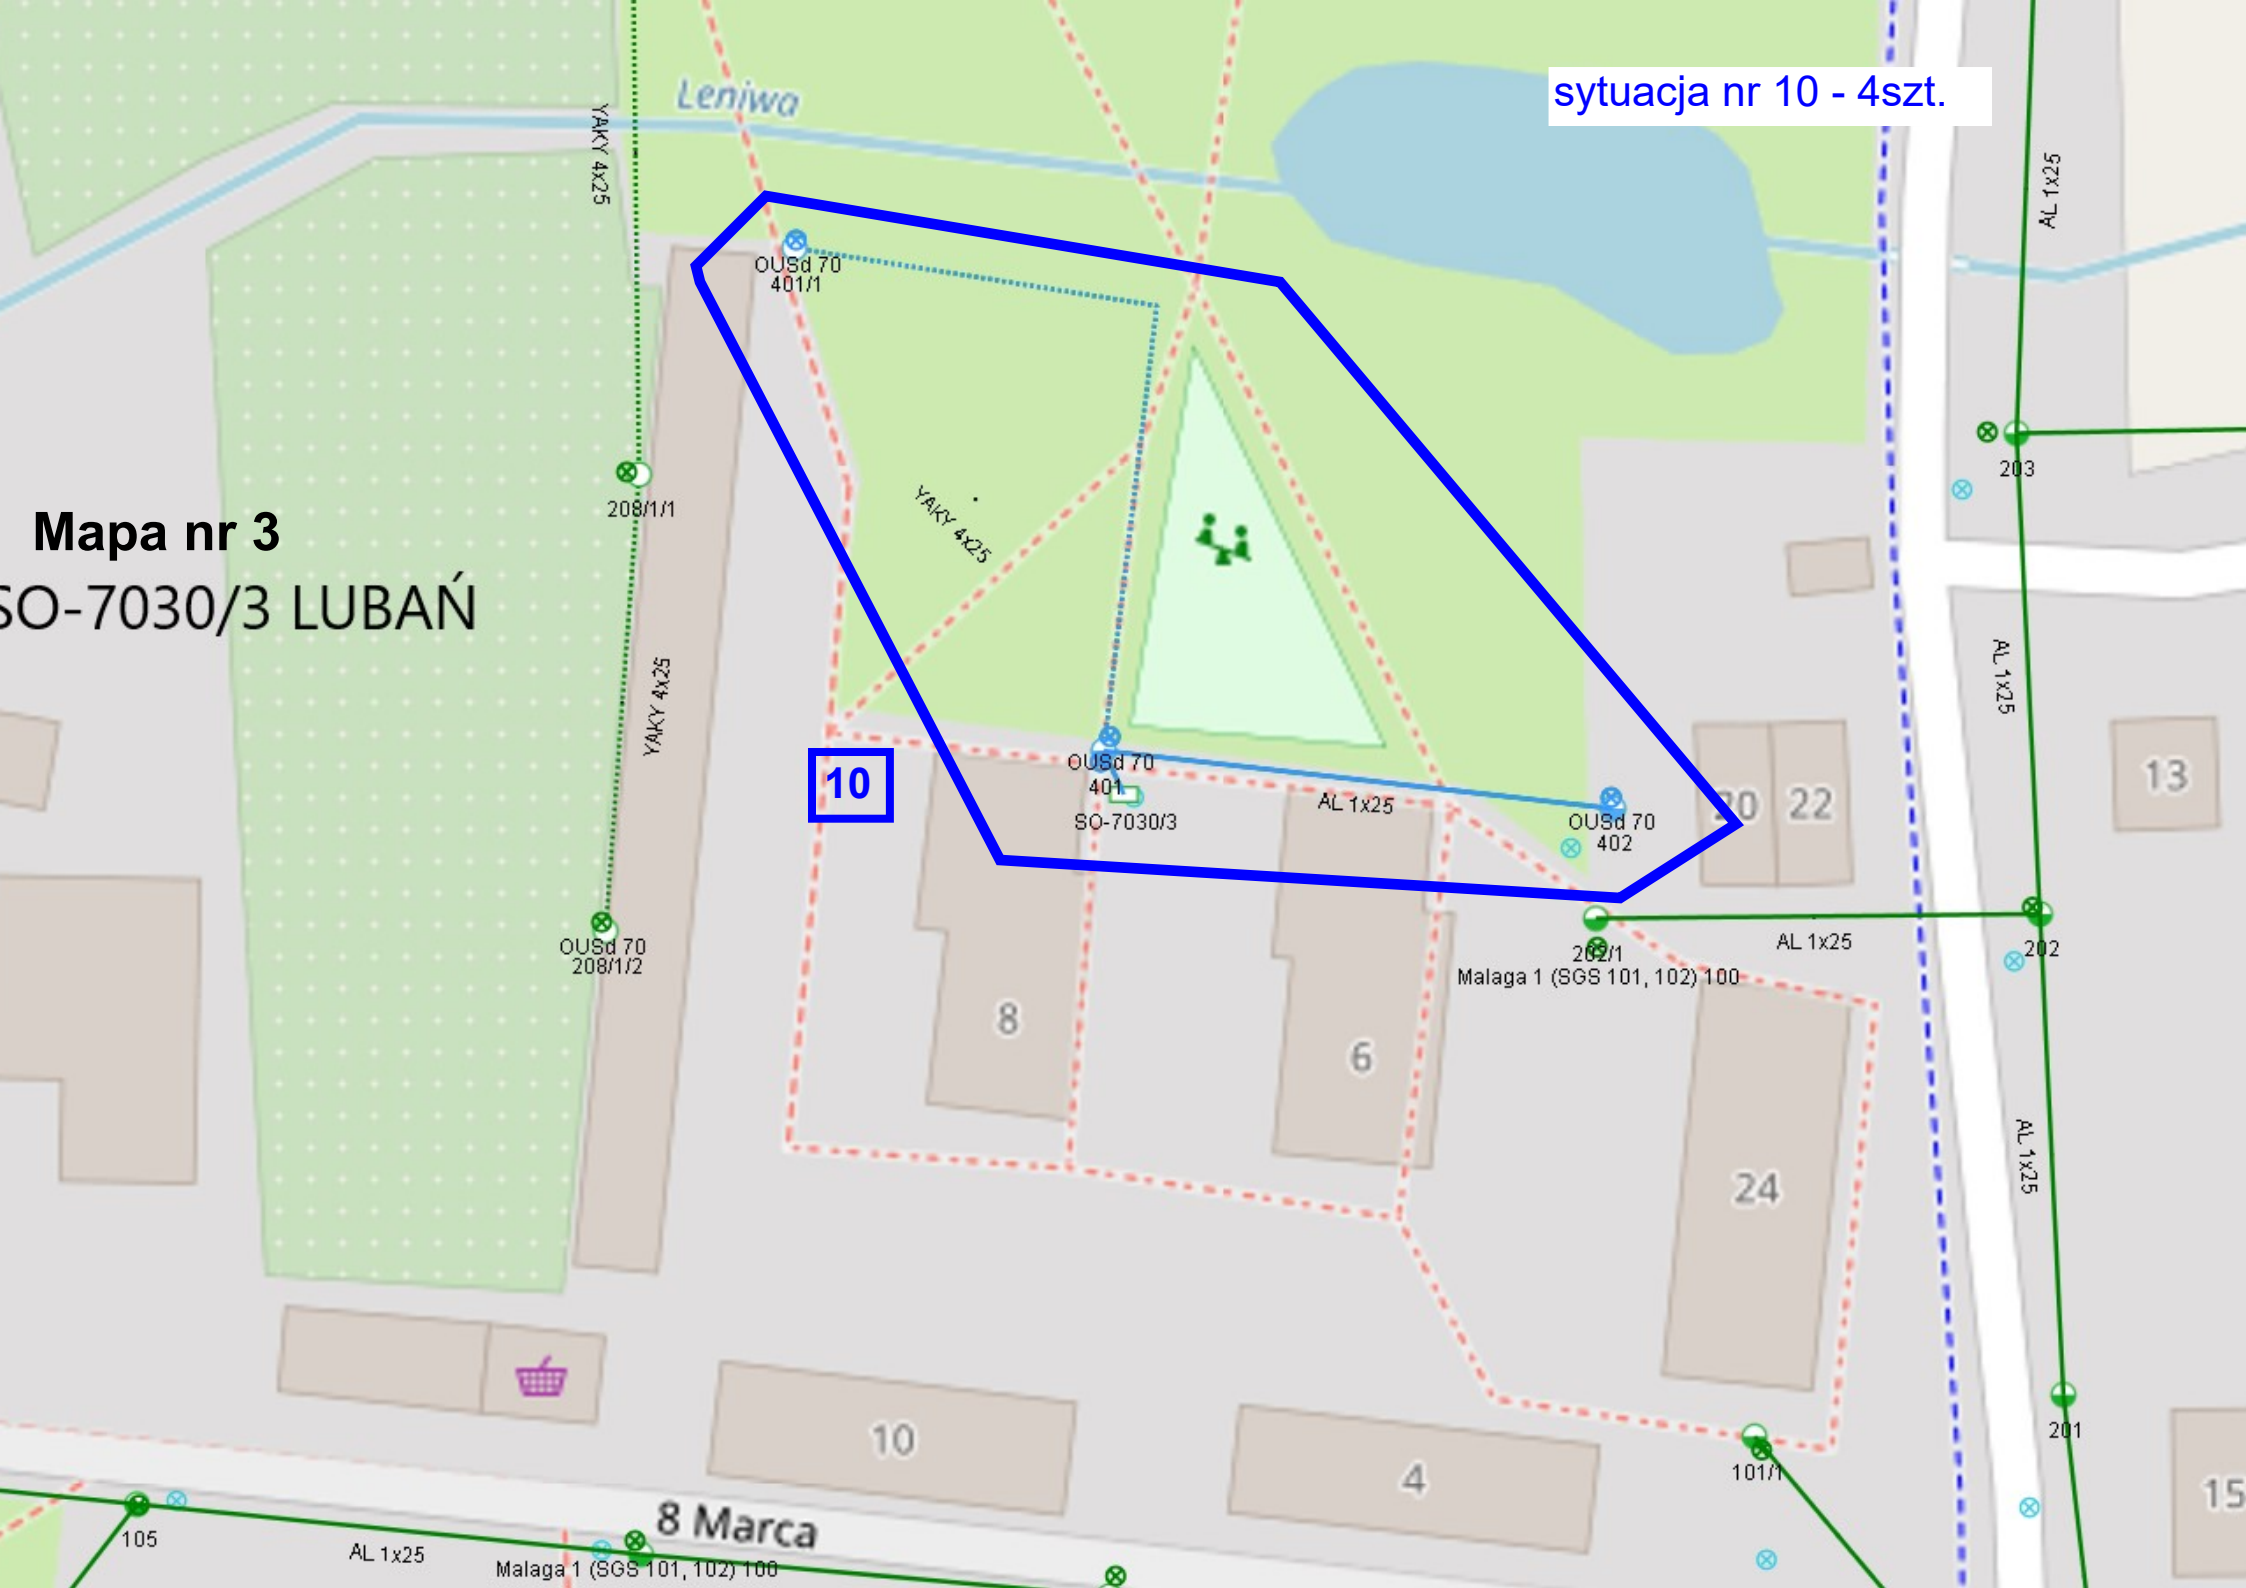 Leniwa
sytuacja nr 10 - 4szt.
YAKY 4x25
AL 1x25
OUSd 70
401/1
203
208/1/1
YAKY 4x25
Mapa nr 3
SO-7030/3 LUBAŃ
YAKY 4x25
AL 1x25
10
OUSd 70
401
SO-7030/3
AL 1x25
OUSd 70
402
20
22
13
OUSd 70
208/1/2
202/1
Malaga 1 (SGS 101, 102) 100
AL 1x25
202
8
6
24
AL 1x25
201
10
4
101/1
15
105
AL 1x25
8 Marca
Malaga 1 (SGS 101, 102) 100